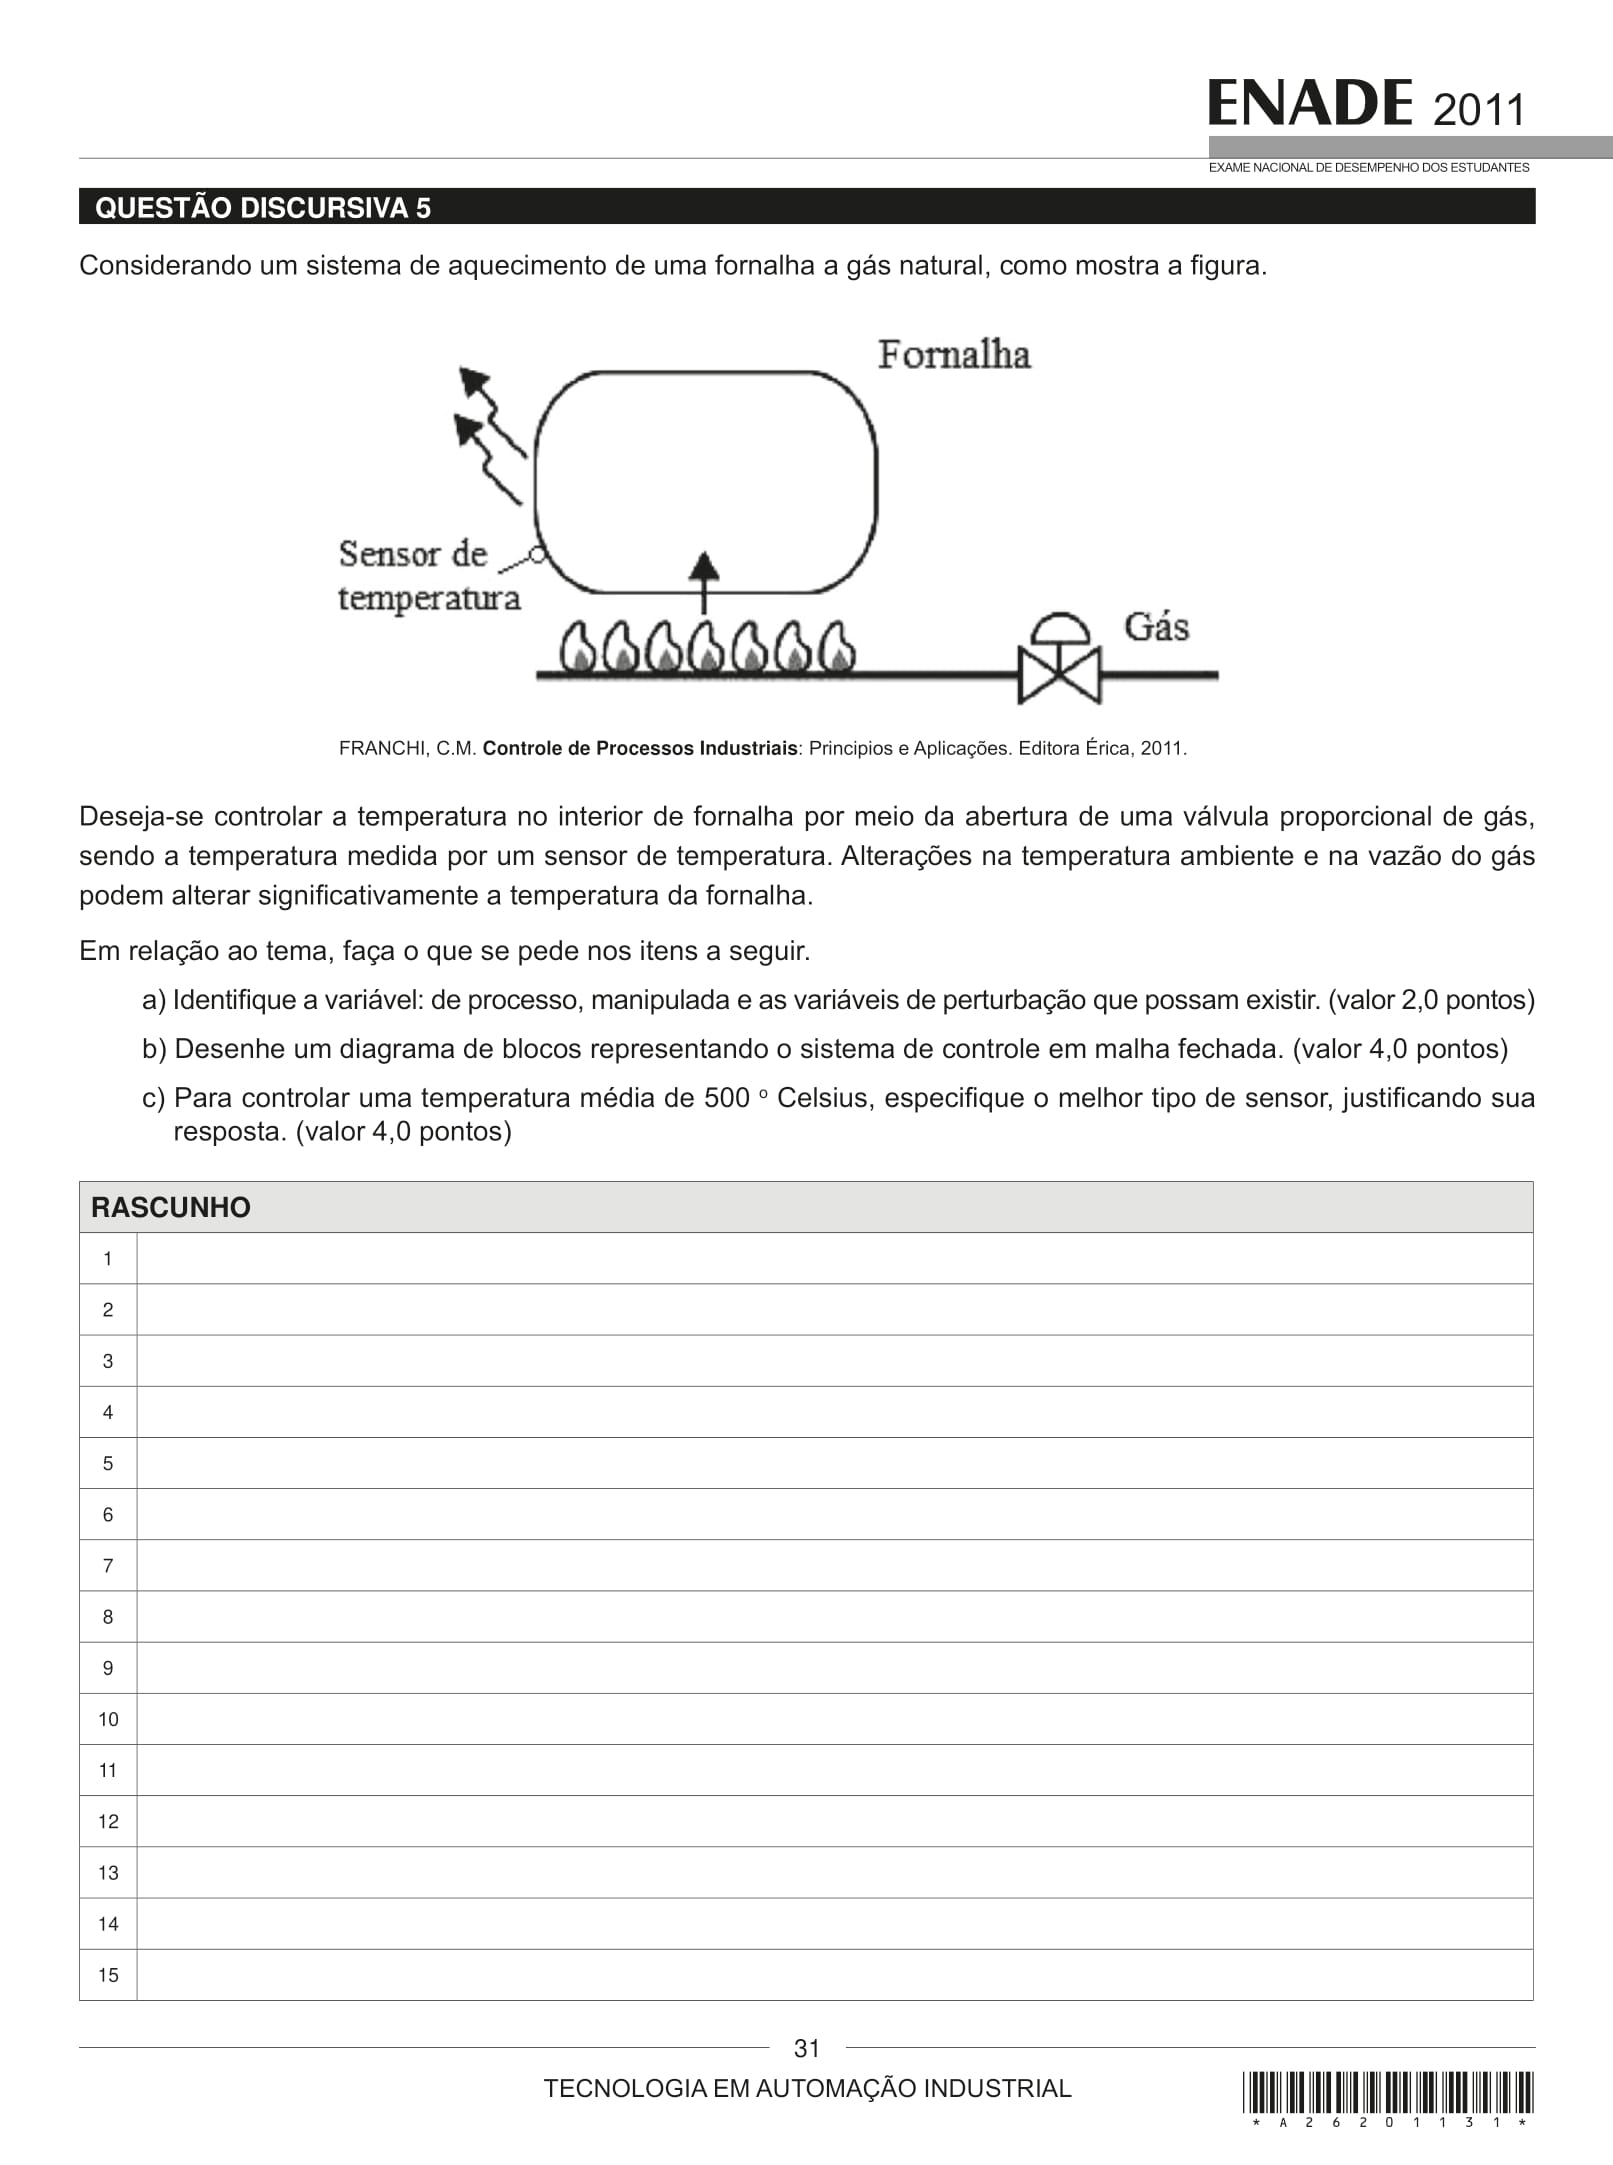 ENADE 2011
EXAME NACIONAL DE DESEMPENHO DOS ESTUDANTES
QUESTÃO DISCURSIVA 5
Considerando um sistema de aquecimento de uma fornalha a gás natural, como mostra a figura.
Fornalha
Sensor de
temperatura
Gás
FRANCHI, C.M. Controle de Processos Industriais: Principios e Aplicações. Editora Érica, 2011.
Deseja-se controlar a temperatura no interior de fornalha por meio da abertura de uma válvula proporcional de gás,
sendo a temperatura medida por um sensor de temperatura. Alterações na temperatura ambiente e na vazão do gás
podem alterar significativamente a temperatura da fornalha.
Em relação ao tema, faça o que se pede nos itens a seguir.
a) Identifique a variável: de processo, manipulada e as variáveis de perturbação que possam existir. (valor 2,0 pontos)
b) Desenhe um diagrama de blocos representando o sistema de controle em malha fechada. (valor 4,0 pontos)
c) Para controlar uma temperatura média de 500 º Celsius, especifique o melhor tipo de sensor, justificando sua
resposta. (valor 4,0 pontos)
RASCUNHO
1
2
3
4
5
6
7
8
9
10
11
12
13
14
15
31
TECNOLOGIA EM AUTOMAÇÃO INDUSTRIAL
* A 2 6 2 0 1 1 3 1 *